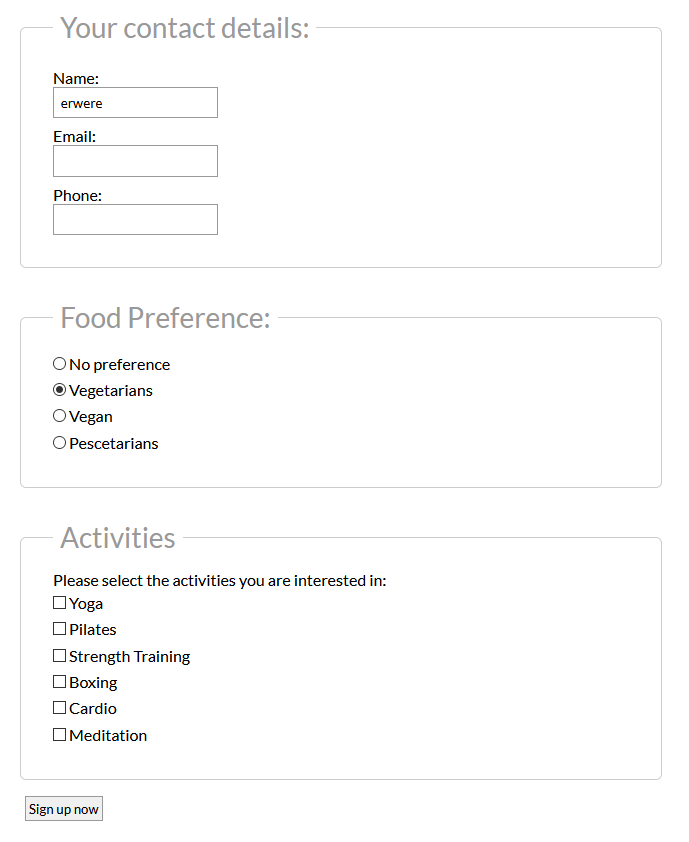 Your contact details:
Name:
erwere
Email:
Phone:
Food Preference:
No preference
Vegetarians
Vegan
Pescetarians
Activities
Please select the activities you are interested in:
Yoga
Pilates
Strength Training
Boxing
Cardio
Meditation
Sign up now